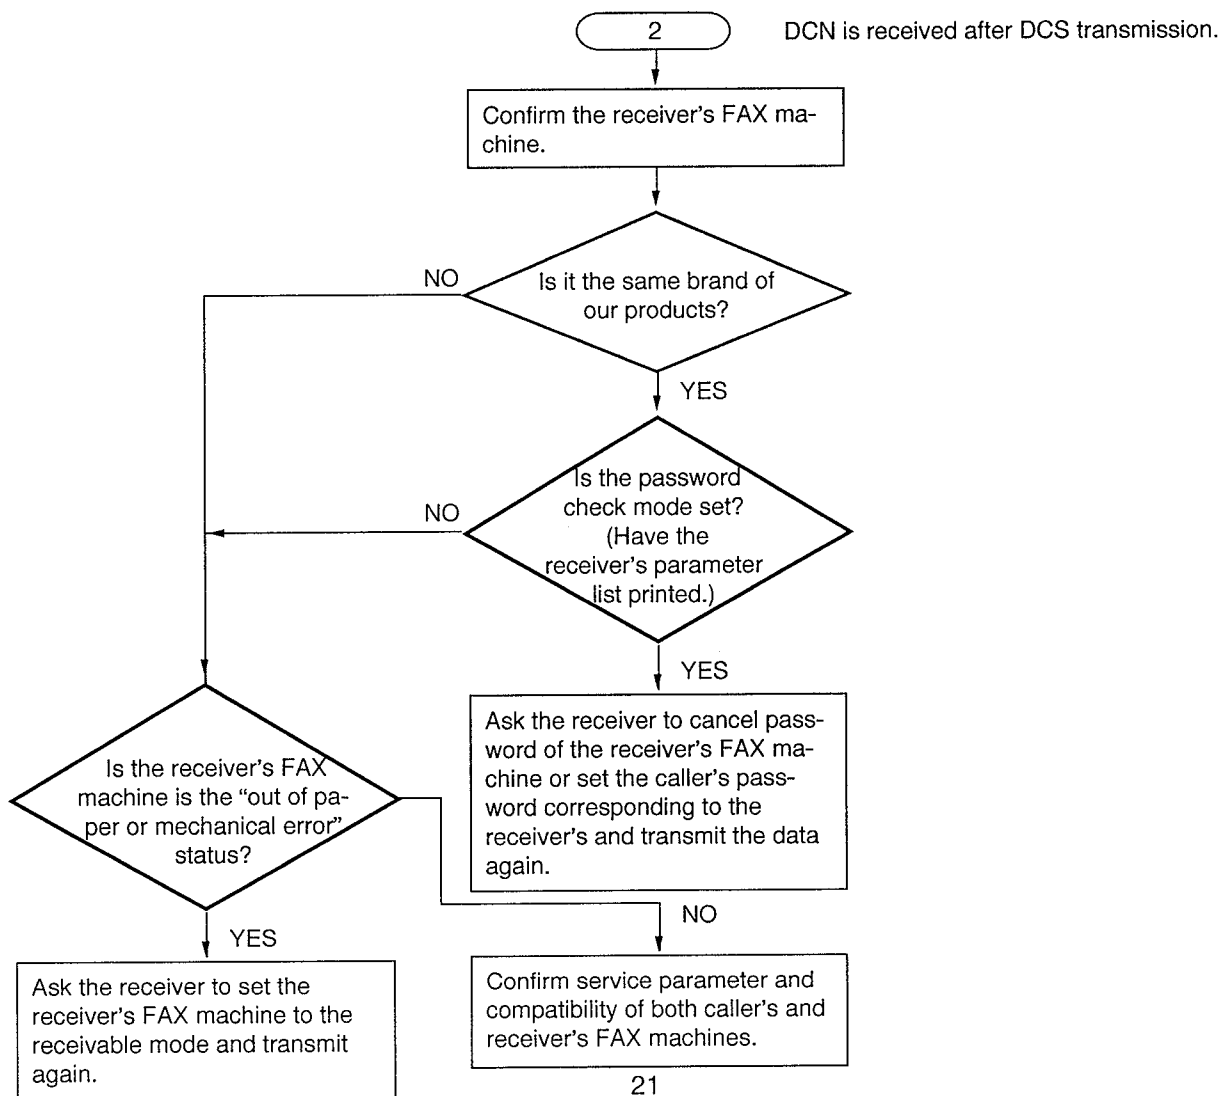 2
DCN is received after DCS transmission.
Confirm the receiver's FAX ma-
chine.
NO
Is it the same brand of
our products?
YES
Is the password
check mode set?
(Have the
receiver's parameter
list printed.)
NO
YES
Ask the receiver to cancel pass-
word of the receiver's FAX ma-
chine or set the caller's pass-
word corresponding to the
receiver's and transmit the data
again.
Is the receiver's FAX
machine is the “out of pa-
per or mechanical error”
status?
NO
YES
Ask the receiver to set the
receiver's FAX machine to the
receivable mode and transmit
again.
Confirm service parameter and
compatibility of both caller's and
receiver's FAX machines.
21